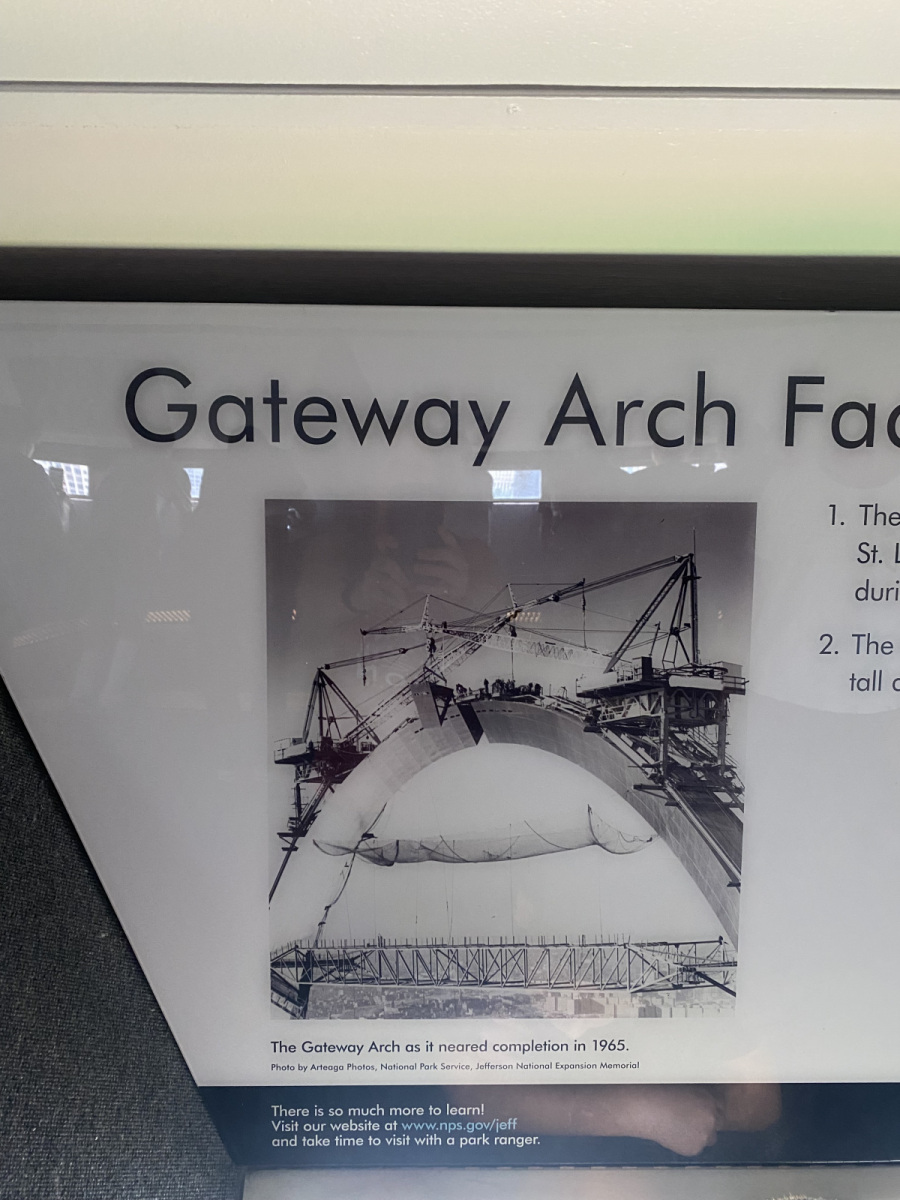 Gateway Arch Fac
1. The
St. L
duri
2. The
tall
The Gateway Arch as it neared completion in 1965.
Photo by Arteaga Photos, National Park Service, Jefferson National Expansion Memorial
There is so much more to learn!
Visit our website at www.nps.gov/jeff
and take time to visit with a park ranger.